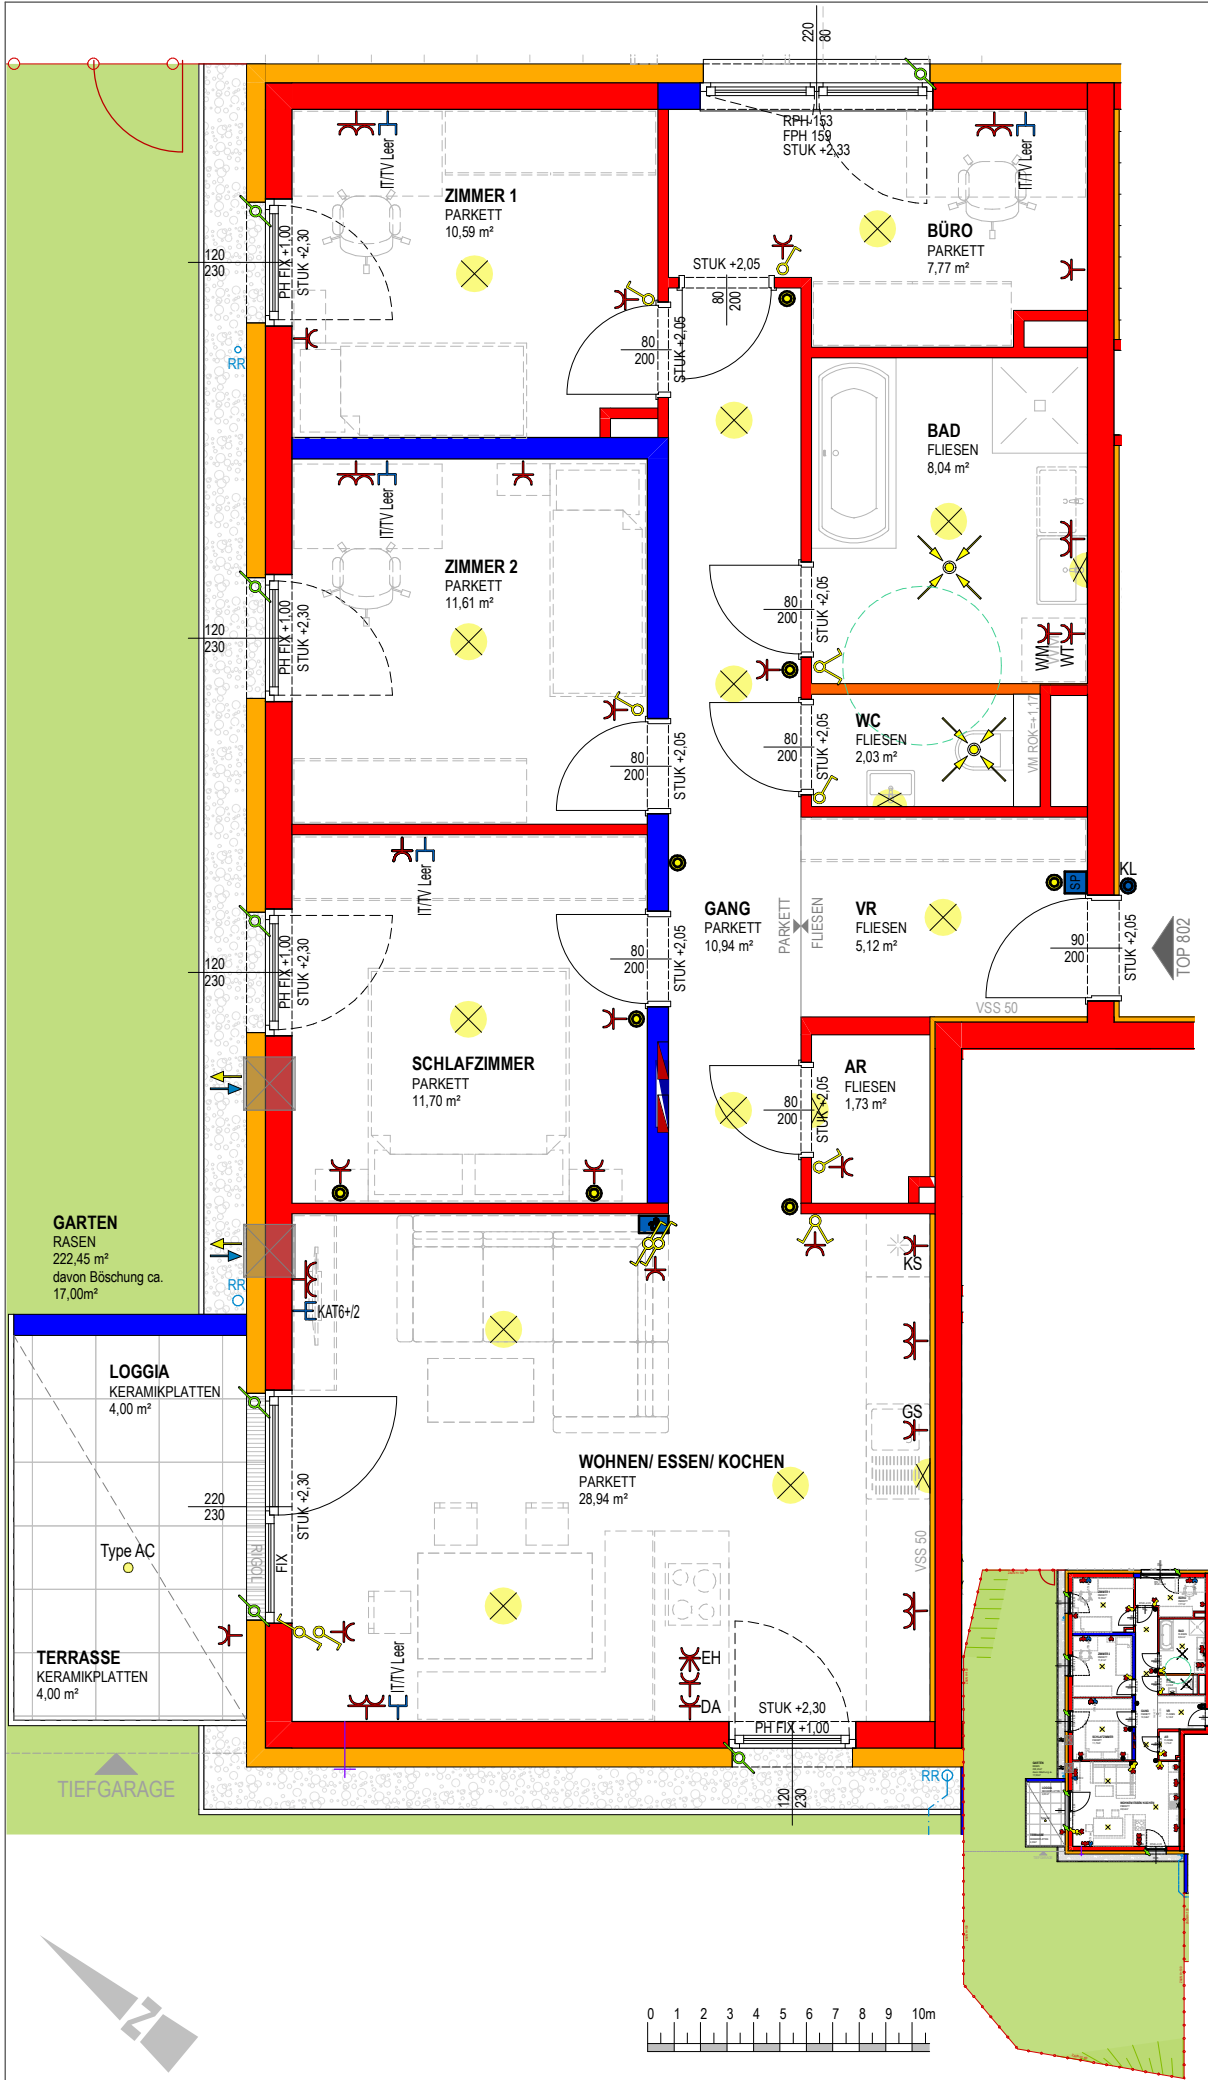 220
80
RPH 153
FPH 159
STUK +2,33
IT/TV Leer
IT/TV Leer
ZIMMER 1
PARKETT
10,59 m²
BÜRO
PARKETT
7,77 m²
120
230
PH FIX +1,00
STUK +2,30
STUK +2,05
80
200
80
200
STUK +2,05
RR
BAD
FLIESEN
8,04 m²
IT/TV Leer
ZIMMER 2
PARKETT
11,61 m²
120
230
PH FIX +1,00
STUK +2,30
80
200
STUK +2,05
WM
WM
WT
WC
FLIESEN
2,03 m²
VM ROK=+1,17
80
200
STUK +2,05
80
200
STUK +2,05
IT/TV Leer
SP
KL
GANG
PARKETT
10,94 m²
PARKETT
FLIESEN
VR
FLIESEN
5,12 m²
90
200
STUK +2,05
TOP 802
VSS 50
120
230
PH FIX +1,00
STUK +2,30
80
200
STUK +2,05
SCHLAFZIMMER
PARKETT
11,70 m²
AR
FLIESEN
1,73 m²
80
200
STUK +2,05
GARTEN
RASEN
222,45 m²
davon Böschung ca.
17,00m²
RR
KAT6+/2
KS
LOGGIA
KERAMIKPLATTEN
4,00 m²
GS
WOHNEN/ ESSEN/ KOCHEN
PARKETT
28,94 m²
220
230
STUK +2,30
FIX
RIGOL
VSS 50
Type AC
TERRASSE
KERAMIKPLATTEN
4,00 m²
IT/TV Leer
EH
DA
STUK +2,30
PH FIX +1,00
TIEFGARAGE
120
230
RR
N
0 1 2 3 4 5 6 7 8 9 10m